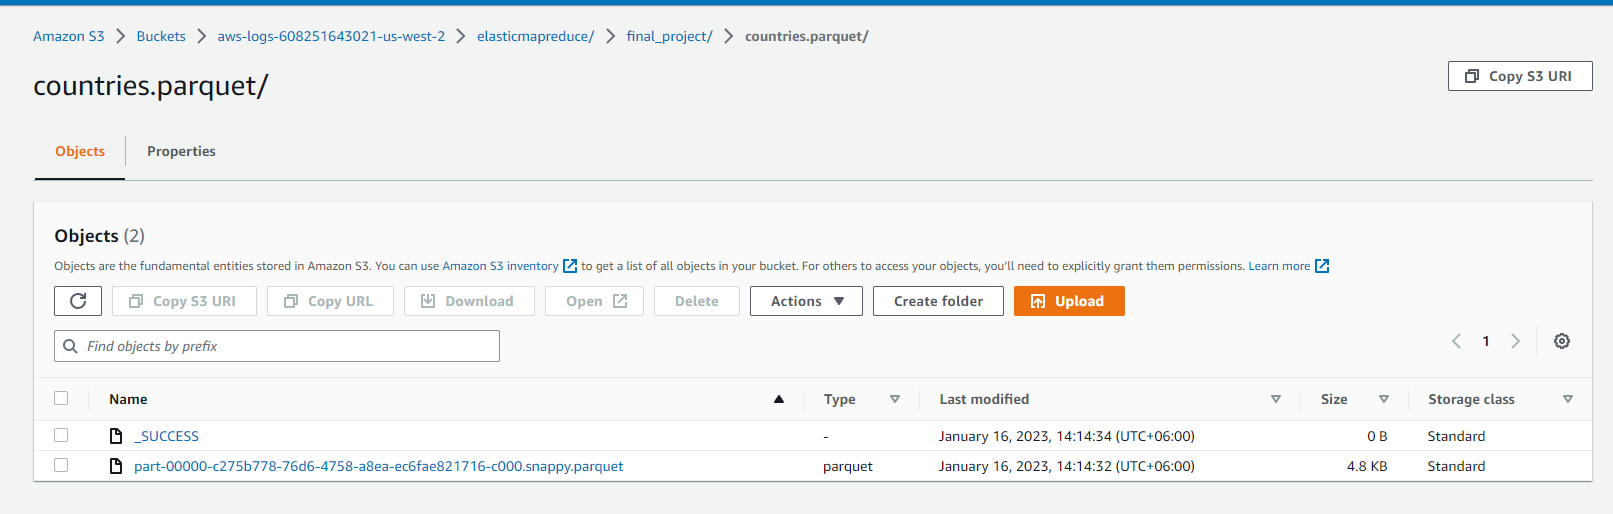 Amazon S3 > Buckets > aws-logs-608251643021-us-west-2 > elasticmapreduce/ > final_project/ > countries.parquet/
countries.parquet/
Copy S3 URI
Objects
Properties
Objects (2)
Objects are the fundamental entities stored in Amazon S3. You can use Amazon S3 inventory to get a list of all objects in your bucket. For others to access your objects, you'll need to explicitly grant them permissions. Learn more
Copy S3 URI Copy URL Download Open Delete Actions Create folder Upload
Find objects by prefix
1
Name Type Last modified Size Storage class
_SUCCESS - January 16, 2023, 14:14:34 (UTC+06:00) 0 B Standard
part-00000-c275b778-76d6-4758-a8ea-ec6fae821716-c000.snappy.parquet parquet January 16, 2023, 14:14:32 (UTC+06:00) 4.8 KB Standard